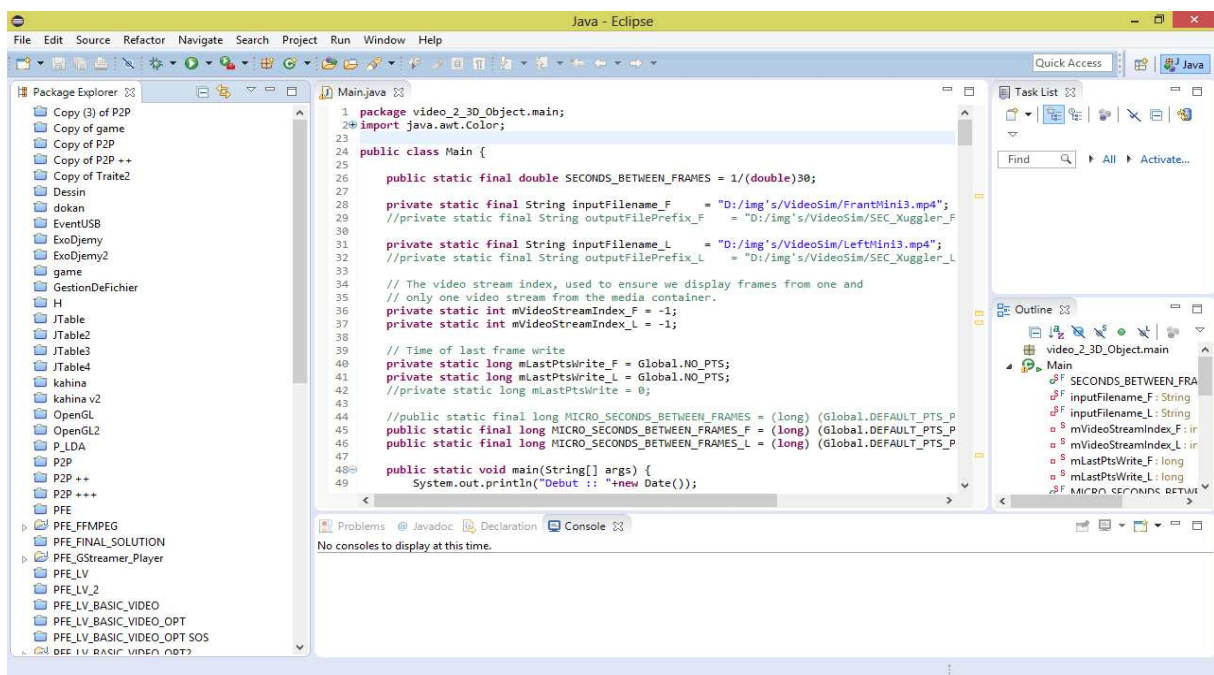 Java - Eclipse
File Edit Source Refactor Navigate Search Project Run Window Help
Quick Access
Java
Package Explorer
Copy (3) of P2P
Copy of game
Copy of P2P
Copy of P2P ++
Copy of Traite2
Dessin
dokan
EventUSB
ExoDjemy
ExoDjemy2
game
GestionDeFichier
H
JTable
JTable2
JTable3
JTable4
kahina
kahina v2
OpenGL
OpenGL2
P_LDA
P2P
P2P ++
P2P +++
PFE
PFE_FFMPEG
PFE_FINAL_SOLUTION
PFE_GStreamer_Player
PFE_LV
PFE_LV_2
PFE_LV_BASIC_VIDEO
PFE_LV_BASIC_VIDEO_OPT
PFE_LV_BASIC_VIDEO_OPT SOS
PFE_LV_BASIC_VIDEO_OPT2
Main.java
1 package video_2_3D_Object.main;
2 import java.awt.Color;
23
24 public class Main {
25
26 public static final double SECONDS_BETWEEN_FRAMES = 1/(double)30;
27
28 private static final String inputFilename_F = "D:/img's/VideoSim/FrantMini3.mp4";
29 //private static final String outputFilePrefix_F = "D:/img's/VideoSim/SEC_Xuggler_F
30
31 private static final String inputFilename_L = "D:/img's/VideoSim/LeftMini3.mp4";
32 //private static final String outputFilePrefix_L = "D:/img's/VideoSim/SEC_Xuggler_L
33
34 // The video stream index, used to ensure we display frames from one and
35 // only one video stream from the media container.
36 private static int mVideoStreamIndex_F = -1;
37 private static int mVideoStreamIndex_L = -1;
38
39 // Time of last frame write
40 private static long mLastPtsWrite_F = Global.NO_PTS;
41 private static long mLastPtsWrite_L = Global.NO_PTS;
42 //private static long mLastPtsWrite = 0;
43
44 //public static final long MICRO_SECONDS_BETWEEN_FRAMES = (long) (Global.DEFAULT_PTS_P
45 public static final long MICRO_SECONDS_BETWEEN_FRAMES_F = (long) (Global.DEFAULT_PTS_P
46 public static final long MICRO_SECONDS_BETWEEN_FRAMES_L = (long) (Global.DEFAULT_PTS_P
47
48 public static void main(String[] args) {
49 System.out.println("Debut :: "+new Date());
Task List
Find All Activate...
Outline
video_2_3D_Object.main
Main
SECONDS_BETWEEN_FRA
inputFilename_F : String
inputFilename_L : String
mVideoStreamIndex_F : ir
mVideoStreamIndex_L : ir
mLastPtsWrite_F : long
mLastPtsWrite_L : long
MICRO_SECONDS_BETWE
Problems Javadoc Declaration Console
No consoles to display at this time.